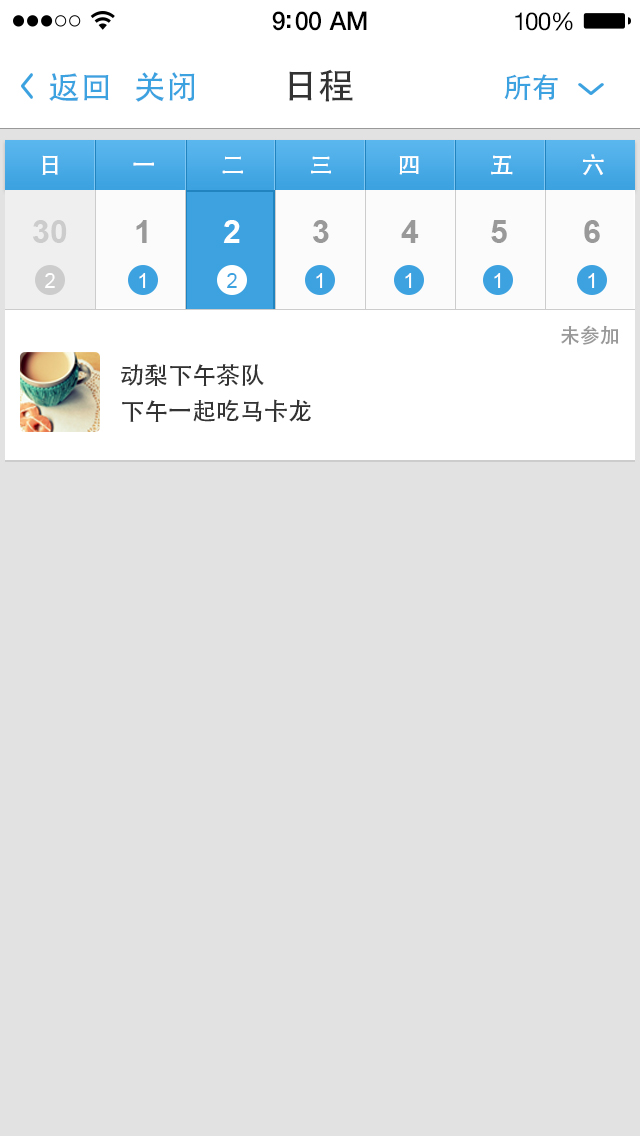 9:00 AM 100%
返回 关闭 日程 所有
日 一 二 三 四 五 六
30 1 2 3 4 5 6
2 1 2 1 1 1 1
未参加
动梨下午茶队
下午一起吃马卡龙